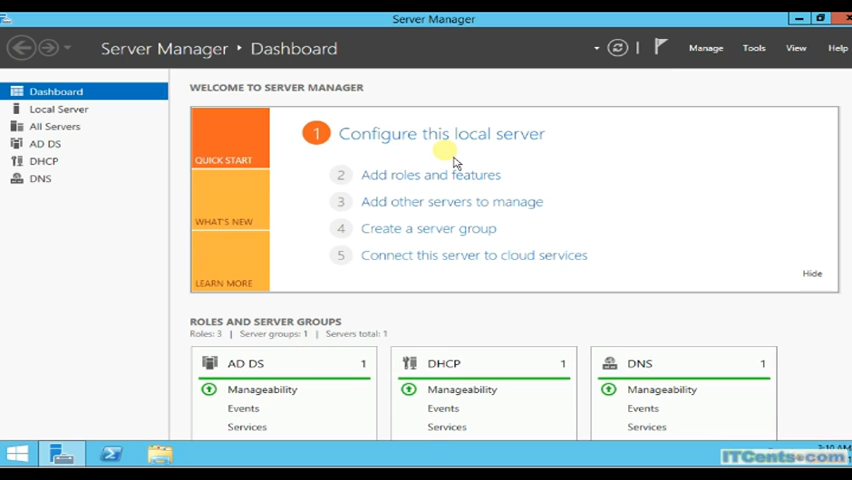 Server Manager
Server Manager ‣ Dashboard
Manage Tools View Help
Dashboard
Local Server
All Servers
AD DS
DHCP
DNS
WELCOME TO SERVER MANAGER
QUICK START
WHAT'S NEW
LEARN MORE
1 Configure this local server
2 Add roles and features
3 Add other servers to manage
4 Create a server group
5 Connect this server to cloud services
Hide
ROLES AND SERVER GROUPS
Roles: 3 | Server groups: 1 | Servers total: 1
AD DS 1
Manageability
Events
Services
DHCP 1
Manageability
Events
Services
DNS 1
Manageability
Events
Services
ITCents.com